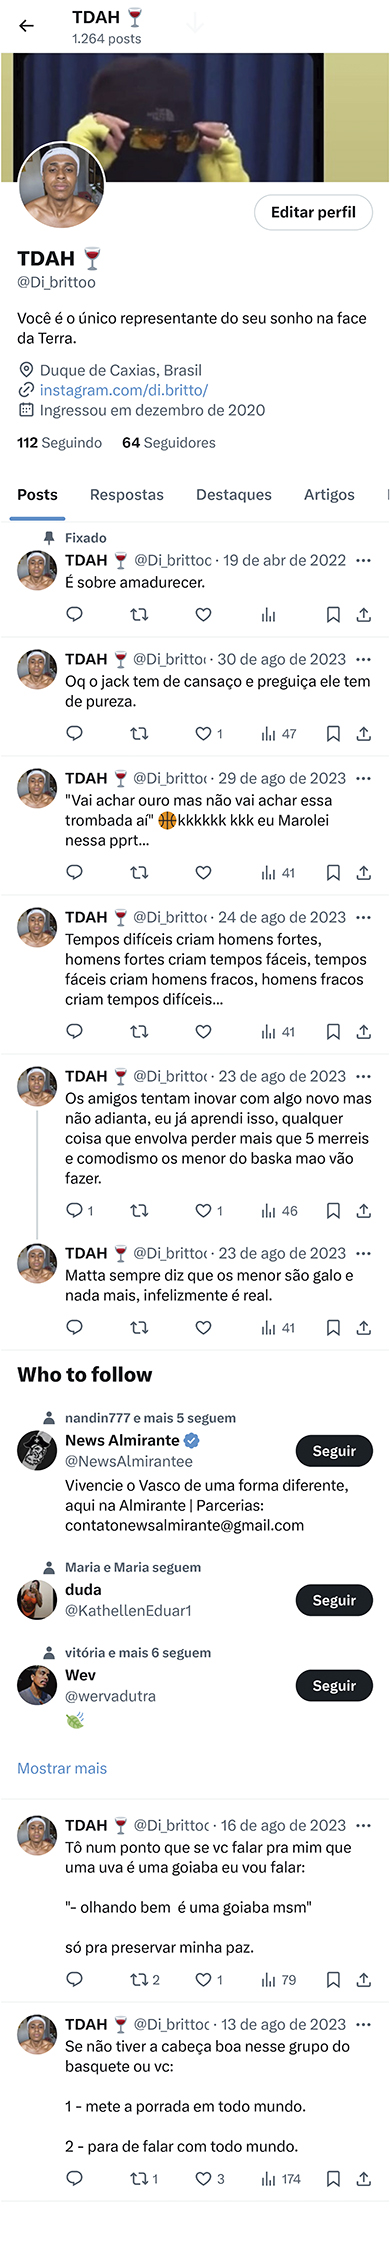 TDAH 🍷
1.264 posts
Editar perfil
TDAH 🍷
@Di_brittoo
Você é o único representante do seu sonho na face
da Terra.
Duque de Caxias, Brasil
instagram.com/di.britto/
Ingressou em dezembro de 2020
112 Seguindo 64 Seguidores
Posts Respostas Destaques Artigos
Fixado
TDAH 🍷 @Di_brittoc · 19 de abr de 2022 ...
É sobre amadurecer.
TDAH 🍷 @Di_brittoc · 30 de ago de 2023 ...
Oq o jack tem de cansaço e preguiça ele tem
de pureza.
1 47
TDAH 🍷 @Di_brittoc · 29 de ago de 2023 ...
"Vai achar ouro mas não vai achar essa
trombada aí" 🏀kkkkkk kkk eu Marolei
nessa pprt...
41
TDAH 🍷 @Di_brittoc · 24 de ago de 2023 ...
Tempos difíceis criam homens fortes,
homens fortes criam tempos fáceis, tempos
fáceis criam homens fracos, homens fracos
criam tempos difíceis...
41
TDAH 🍷 @Di_brittoc · 23 de ago de 2023 ...
Os amigos tentam inovar com algo novo mas
não adianta, eu já aprendi isso, qualquer
coisa que envolva perder mais que 5 merreis
e comodismo os menor do baska mao vão
fazer.
1 1 46
TDAH 🍷 @Di_brittoc · 23 de ago de 2023 ...
Matta sempre diz que os menor são galo e
nada mais, infelizmente é real.
41
Who to follow
nandin777 e mais 5 seguem
News Almirante
@NewsAlmirantee
Seguir
Vivencie o Vasco de uma forma diferente,
aqui na Almirante | Parcerias:
contatonewsalmirante@gmail.com
Maria e Maria seguem
duda
@KathellenEduar1
Seguir
vitória e mais 6 seguem
Wev
@wervadutra
Seguir
🍃
Mostrar mais
TDAH 🍷 @Di_brittoc · 16 de ago de 2023 ...
Tô num ponto que se vc falar pra mim que
uma uva é uma goiaba eu vou falar:
"- olhando bem é uma goiaba msm"
só pra preservar minha paz.
2 1 79
TDAH 🍷 @Di_brittoc · 13 de ago de 2023 ...
Se não tiver a cabeça boa nesse grupo do
basquete ou vc:
1 - mete a porrada em todo mundo.
2 - para de falar com todo mundo.
1 3 174